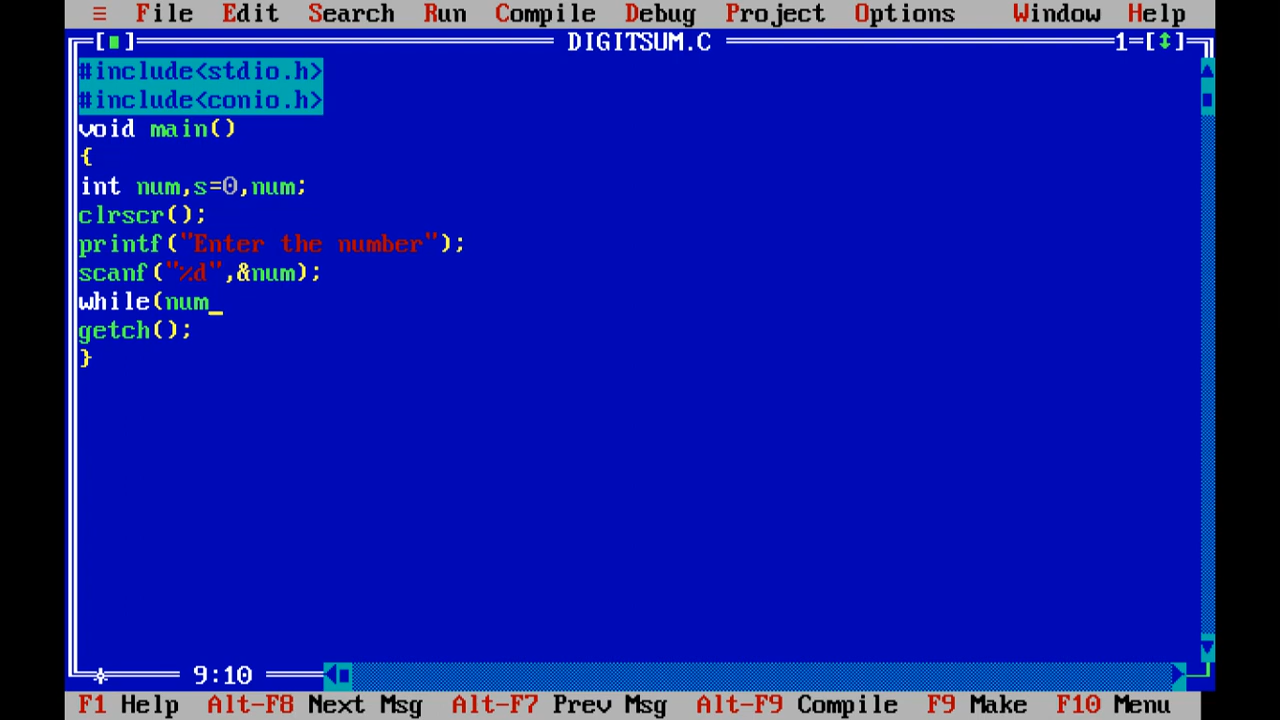 ≡ File Edit Search Run Compile Debug Project Options Window Help
[■] DIGITSUM.C 1=[↕]
#include<stdio.h>
#include<conio.h>
void main()
{
int num,s=0,num;
clrscr();
printf("Enter the number");
scanf("%d",&num);
while(num_
getch();
}
9:10
F1 Help Alt-F8 Next Msg Alt-F7 Prev Msg Alt-F9 Compile F9 Make F10 Menu